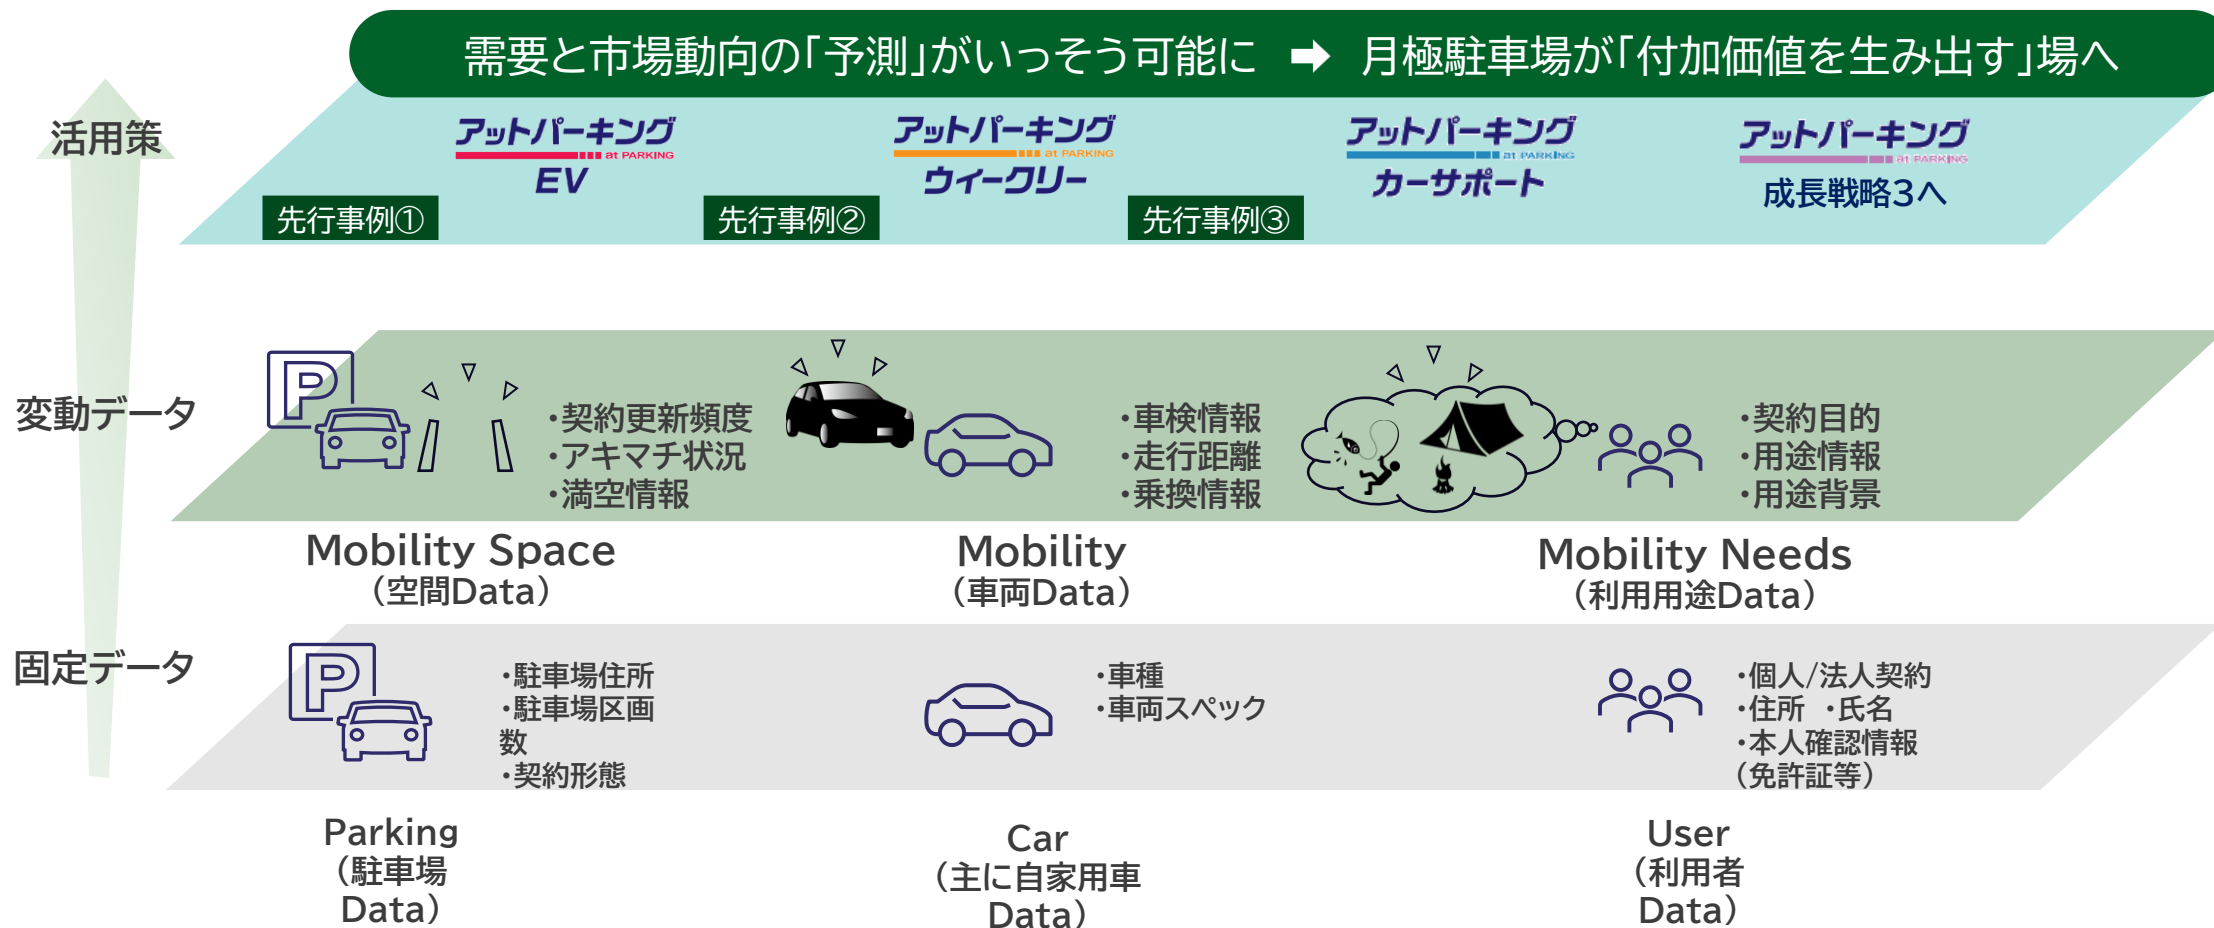 需要と市場動向の「予測」がいっそう可能に ➡ 月極駐車場が「付加価値を生み出す」場へ
活用策
アットパーキング
at PARKING
EV
先行事例①
アットパーキング
at PARKING
ウィークリー
先行事例②
アットパーキング
at PARKING
カーサポート
先行事例③
アットパーキング
at PARKING
成長戦略3へ
変動データ
P
・契約更新頻度
・アキマチ状況
・満空情報
Mobility Space
(空間Data)
・車検情報
・走行距離
・乗換情報
Mobility
(車両Data)
・契約目的
・用途情報
・用途背景
Mobility Needs
(利用用途Data)
固定データ
P
・駐車場住所
・駐車場区画
数
・契約形態
Parking
(駐車場
Data)
・車種
・車両スペック
Car
(主に自家用車
Data)
・個人/法人契約
・住所 ・氏名
・本人確認情報
(免許証等)
User
(利用者
Data)